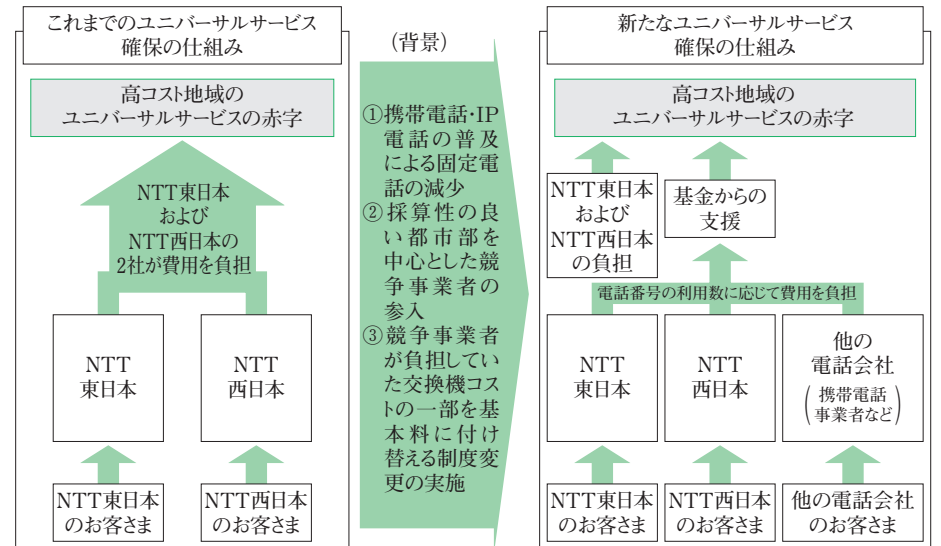 これまでのユニバーサルサービス
確保の仕組み
高コスト地域の
ユニバーサルサービスの赤字
NTT東日本
および
NTT西日本の
2社が費用を負担
NTT
東日本
NTT
西日本
NTT東日本
のお客さま
NTT西日本
のお客さま
(背景)
①携帯電話・IP
電話の普及
による固定電
話の減少
②採算性の良
い都市部を
中心とした競
争事業者の
参入
③競争事業者
が負担してい
た交換機コス
トの一部を基
本料に付け
替える制度変
更の実施
新たなユニバーサルサービス
確保の仕組み
高コスト地域の
ユニバーサルサービスの赤字
NTT東日本
および
NTT西日本
の負担
基金からの
支援
電話番号の利用数に応じて費用を負担
NTT
東日本
NTT
西日本
他の
電話会社
(携帯電話
事業者など)
NTT東日本
のお客さま
NTT西日本
のお客さま
他の電話会社
のお客さま